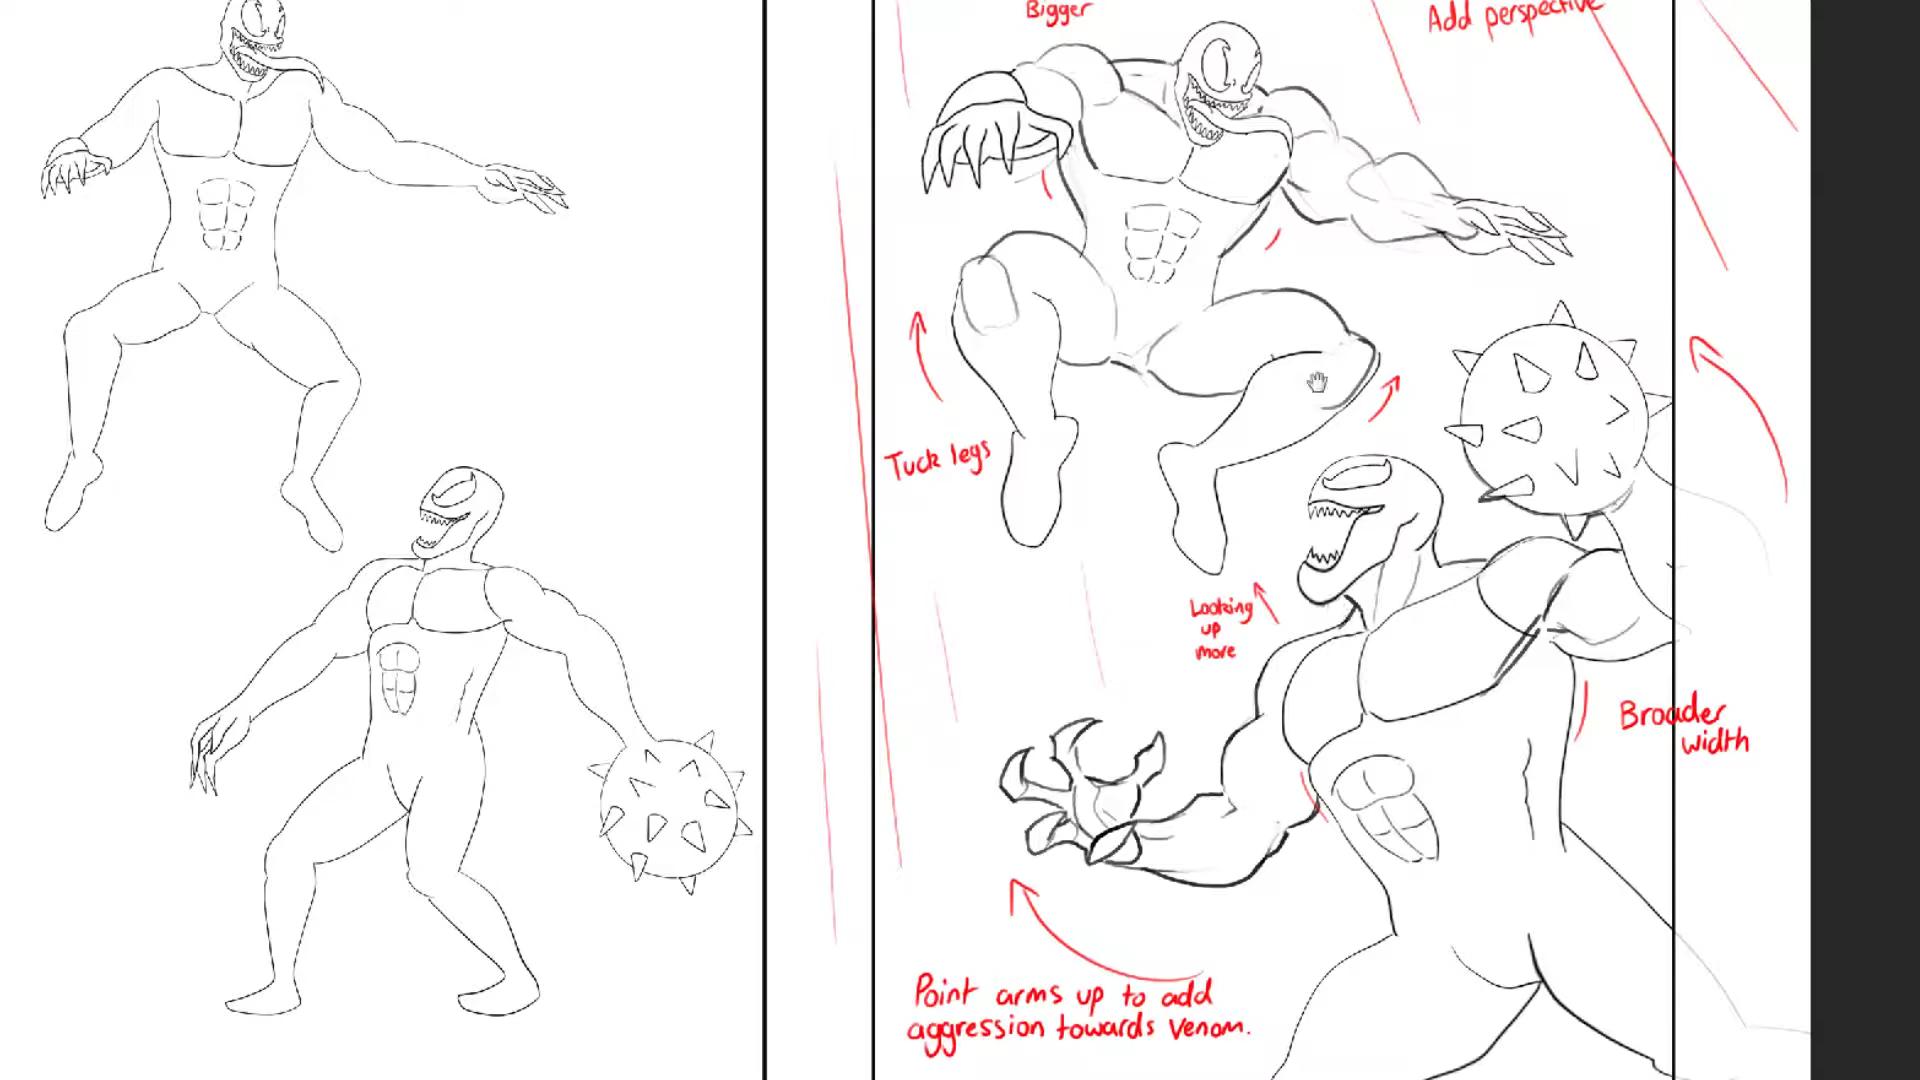 Bigger
Add perspective
Tuck legs
Looking
up
more
Broader
width
Point arms up to add
aggression towards Venom.